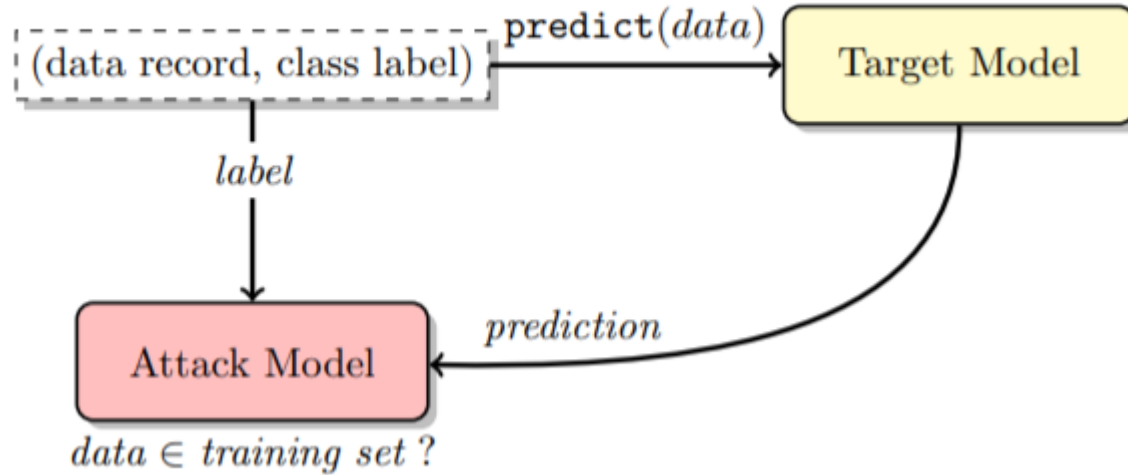 predict(data)
(data record, class label)
Target Model
label
prediction
Attack Model
data ∈ training set ?